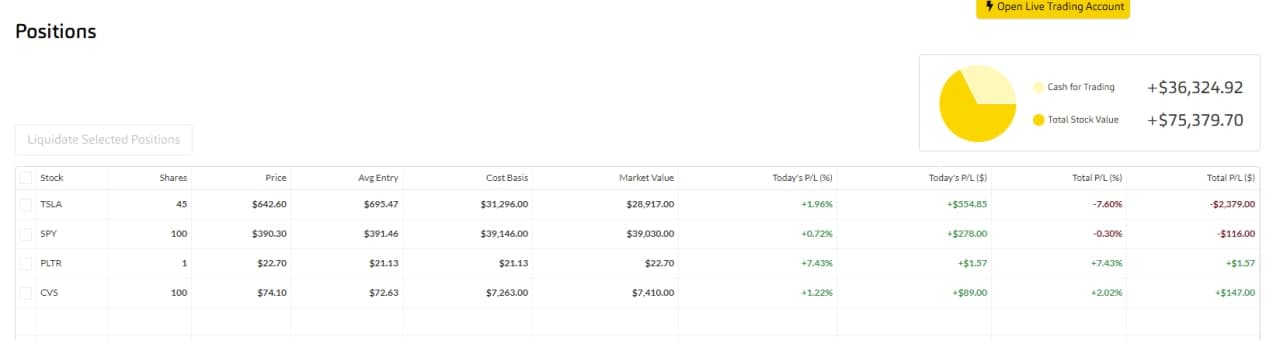 Open Live Trading Account
Positions
Cash for Trading +$36,324.92
Total Stock Value +$75,379.70
Liquidate Selected Positions
Stock Shares Price Avg Entry Cost Basis Market Value Today's P/L (%) Today's P/L ($) Total P/L (%) Total P/L ($)
TSLA 45 $642.60 $695.47 $31,296.00 $28,917.00 +1.96% +$554.85 -7.60% -$2,379.00
SPY 100 $390.30 $391.46 $39,146.00 $39,030.00 +0.72% +$278.00 -0.30% -$116.00
PLTR 1 $22.70 $21.13 $21.13 $22.70 +7.43% +$1.57 +7.43% +$1.57
CVS 100 $74.10 $72.63 $7,263.00 $7,410.00 +1.22% +$89.00 +2.02% +$147.00